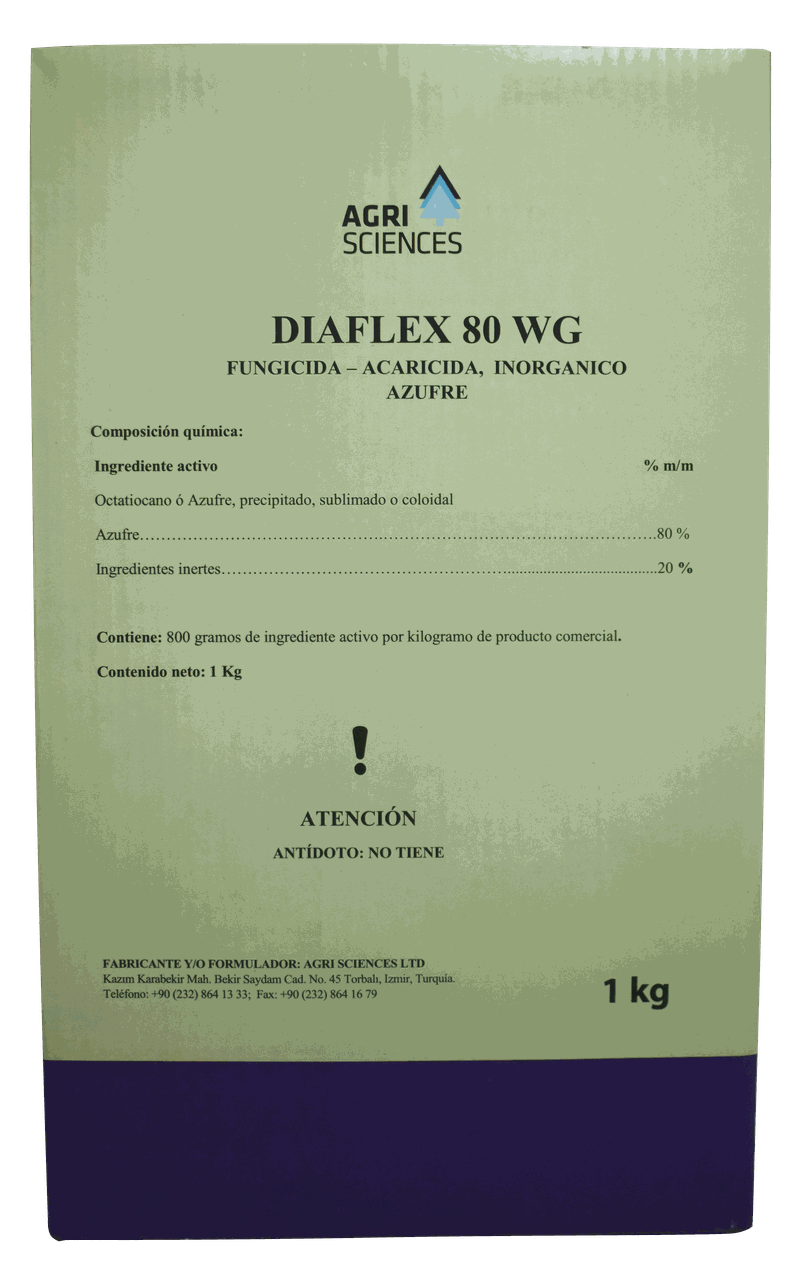 AGRI
SCIENCES
DIAFLEX 80 WG
FUNGICIDA – ACARICIDA, INORGANICO
AZUFRE
Composición química:
Ingrediente activo % m/m
Octatiocano ó Azufre, precipitado, sublimado o coloidal
Azufre……………………………………………………………………………………….80 %
Ingredientes inertes………………………………………………........................................20 %
Contiene: 800 gramos de ingrediente activo por kilogramo de producto comercial.
Contenido neto: 1 Kg
!
ATENCIÓN
ANTÍDOTO: NO TIENE
FABRICANTE Y/O FORMULADOR: AGRI SCIENCES LTD
Kazım Karabekir Mah. Bekir Saydam Cad. No. 45 Torbalı, Izmir, Turquía.
Teléfono: +90 (232) 864 13 33; Fax: +90 (232) 864 16 79
1 kg